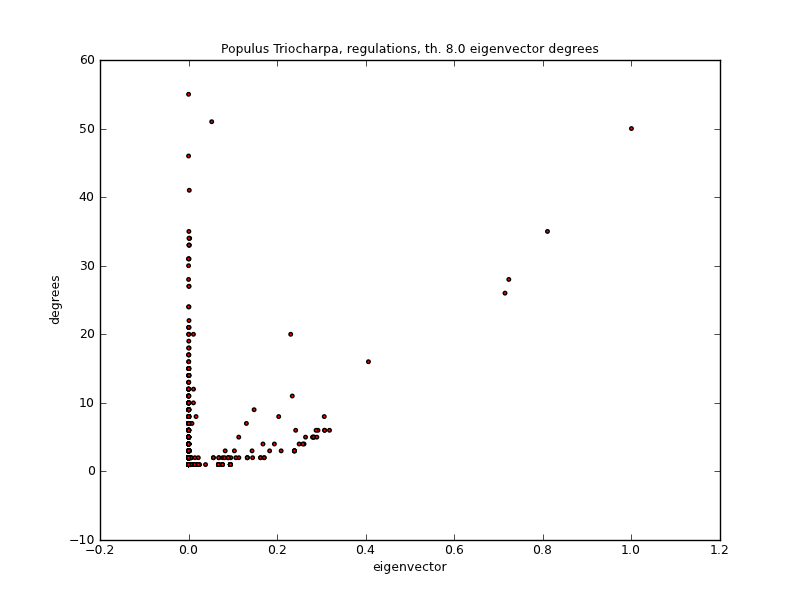 Populus Triocharpa, regulations, th. 8.0 eigenvector degrees
60
50
40
30
20
10
0
−10
degrees
−0.2 0.0 0.2 0.4 0.6 0.8 1.0 1.2
eigenvector